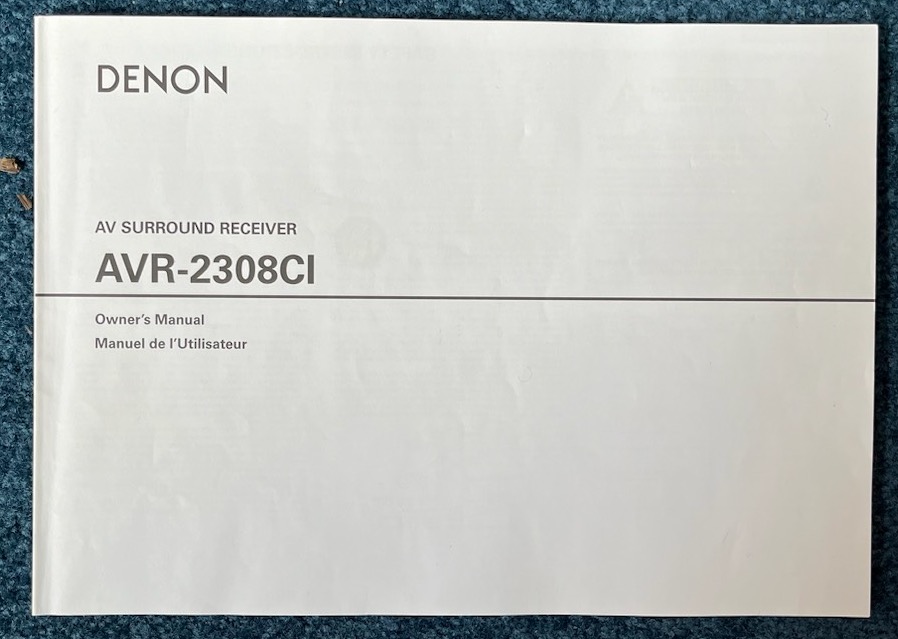 DENON
AV SURROUND RECEIVER
AVR-2308CI
Owner's Manual
Manuel de l'Utilisateur